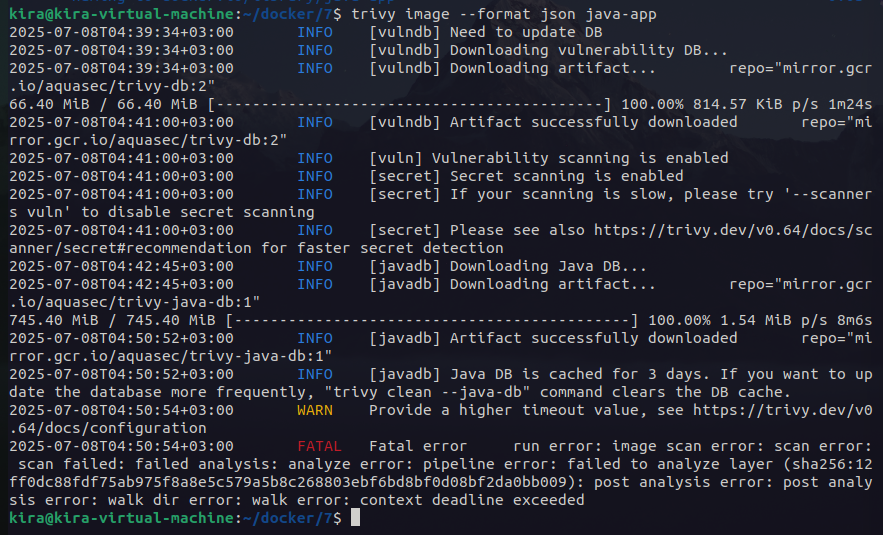 kira@kira-virtual-machine:~/docker/7$ trivy image --format json java-app
2025-07-08T04:39:34+03:00       INFO    [vulndb] Need to update DB
2025-07-08T04:39:34+03:00       INFO    [vulndb] Downloading vulnerability DB...
2025-07-08T04:39:34+03:00       INFO    [vulndb] Downloading artifact...        repo="mirror.gcr
.io/aquasec/trivy-db:2"
66.40 MiB / 66.40 MiB [-------------------------------------------] 100.00% 814.57 KiB p/s 1m24s
2025-07-08T04:41:00+03:00       INFO    [vulndb] Artifact successfully downloaded       repo="mi
rror.gcr.io/aquasec/trivy-db:2"
2025-07-08T04:41:00+03:00       INFO    [vuln] Vulnerability scanning is enabled
2025-07-08T04:41:00+03:00       INFO    [secret] Secret scanning is enabled
2025-07-08T04:41:00+03:00       INFO    [secret] If your scanning is slow, please try '--scanner
s vuln' to disable secret scanning
2025-07-08T04:41:00+03:00       INFO    [secret] Please see also https://trivy.dev/v0.64/docs/sc
anner/secret#recommendation for faster secret detection
2025-07-08T04:42:45+03:00       INFO    [javadb] Downloading Java DB...
2025-07-08T04:42:45+03:00       INFO    [javadb] Downloading artifact...        repo="mirror.gcr
.io/aquasec/trivy-java-db:1"
745.40 MiB / 745.40 MiB [--------------------------------------------] 100.00% 1.54 MiB p/s 8m6s
2025-07-08T04:50:52+03:00       INFO    [javadb] Artifact successfully downloaded       repo="mi
rror.gcr.io/aquasec/trivy-java-db:1"
2025-07-08T04:50:52+03:00       INFO    [javadb] Java DB is cached for 3 days. If you want to up
date the database more frequently, "trivy clean --java-db" command clears the DB cache.
2025-07-08T04:50:54+03:00       WARN    Provide a higher timeout value, see https://trivy.dev/v0
.64/docs/configuration
2025-07-08T04:50:54+03:00       FATAL   Fatal error     run error: image scan error: scan error:
 scan failed: failed analysis: analyze error: pipeline error: failed to analyze layer (sha256:12
ff0dc88fdf75ab975f8a8e5c579a5b8c268803ebf6bd8bf0d08bf2da0bb009): post analysis error: post analy
sis error: walk dir error: walk error: context deadline exceeded
kira@kira-virtual-machine:~/docker/7$